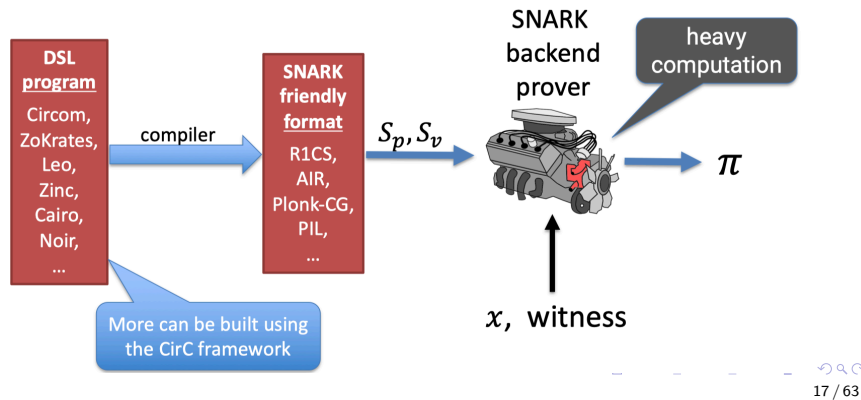 DSL
program
Circom,
ZoKrates,
Leo,
Zinc,
Cairo,
Noir,
...
compiler
SNARK
friendly
format
R1CS,
AIR,
Plonk-CG,
PIL,
...
More can be built using
the CirC framework
S_p, S_v
SNARK
backend
prover
heavy
computation
π
x, witness
17 / 63